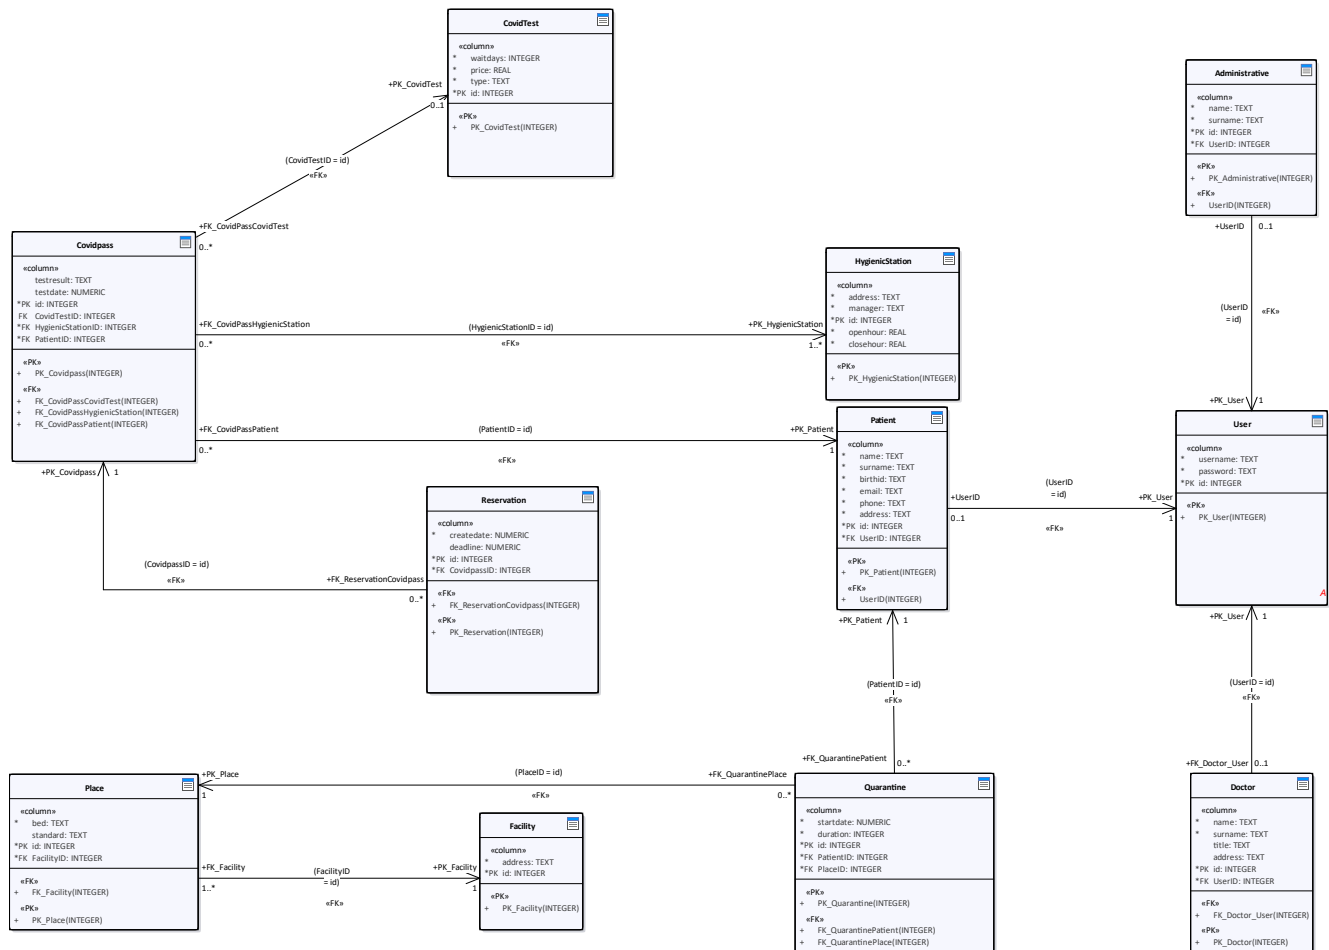 CovidTest
«column»
* waitdays: INTEGER
* price: REAL
* type: TEXT
*PK id: INTEGER
«PK»
+ PK_CovidTest(INTEGER)
+PK_CovidTest
0..1
(CovidTestID = id)
«FK»
+FK_CovidPassCovidTest
0..*
Administrative
«column»
* name: TEXT
* surname: TEXT
*PK id: INTEGER
*FK UserID: INTEGER
«PK»
+ PK_Administrative(INTEGER)
«FK»
+ UserID(INTEGER)
+UserID
0..1
(UserID
= id)
«FK»
+PK_User
1
Covidpass
«column»
testresult: TEXT
testdate: NUMERIC
*PK id: INTEGER
FK CovidTestID: INTEGER
*FK HygienicStationID: INTEGER
*FK PatientID: INTEGER
«PK»
+ PK_Covidpass(INTEGER)
«FK»
+ FK_CovidPassCovidTest(INTEGER)
+ FK_CovidPassHygienicStation(INTEGER)
+ FK_CovidPassPatient(INTEGER)
+FK_CovidPassHygienicStation
0..*
(HygienicStationID = id)
«FK»
+PK_HygienicStation
1..*
HygienicStation
«column»
* address: TEXT
* manager: TEXT
*PK id: INTEGER
* openhour: REAL
* closehour: REAL
«PK»
+ PK_HygienicStation(INTEGER)
+FK_CovidPassPatient
0..*
(PatientID = id)
«FK»
+PK_Patient
1
Patient
«column»
* name: TEXT
* surname: TEXT
* birthid: TEXT
* email: TEXT
* phone: TEXT
* address: TEXT
*PK id: INTEGER
*FK UserID: INTEGER
«PK»
+ PK_Patient(INTEGER)
«FK»
+ UserID(INTEGER)
+UserID
0..1
(UserID
= id)
«FK»
+PK_User
1
User
«column»
* username: TEXT
* password: TEXT
*PK id: INTEGER
«PK»
+ PK_User(INTEGER)
A
+PK_Covidpass
1
(CovidpassID = id)
«FK»
+FK_ReservationCovidpass
0..*
Reservation
«column»
* createdate: NUMERIC
deadline: NUMERIC
*PK id: INTEGER
*FK CovidpassID: INTEGER
«FK»
+ FK_ReservationCovidpass(INTEGER)
«PK»
+ PK_Reservation(INTEGER)
+PK_Patient
1
(PatientID = id)
«FK»
+FK_QuarantinePatient
0..*
+PK_User
1
(UserID = id)
«FK»
+FK_Doctor_User
0..1
Place
«column»
* bed: TEXT
standard: TEXT
*PK id: INTEGER
*FK FacilityID: INTEGER
«FK»
+ FK_Facility(INTEGER)
«PK»
+ PK_Place(INTEGER)
+PK_Place
1
(PlaceID = id)
«FK»
+FK_QuarantinePlace
0..*
+FK_Facility
1..*
(FacilityID
= id)
«FK»
+PK_Facility
1
Facility
«column»
* address: TEXT
*PK id: INTEGER
«PK»
+ PK_Facility(INTEGER)
Quarantine
«column»
* startdate: NUMERIC
* duration: INTEGER
*PK id: INTEGER
*FK PatientID: INTEGER
*FK PlaceID: INTEGER
«PK»
+ PK_Quarantine(INTEGER)
«FK»
+ FK_QuarantinePatient(INTEGER)
+ FK_QuarantinePlace(INTEGER)
Doctor
«column»
* name: TEXT
* surname: TEXT
title: TEXT
address: TEXT
*PK id: INTEGER
*FK UserID: INTEGER
«FK»
+ FK_Doctor_User(INTEGER)
«PK»
+ PK_Doctor(INTEGER)